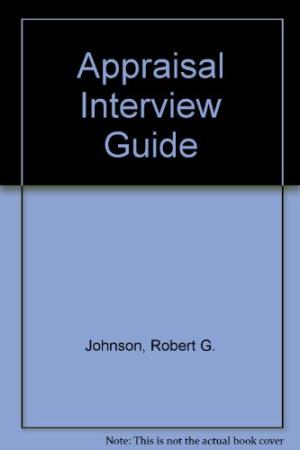 Appraisal
Interview
Guide
Johnson, Robert G.
Note: This is not the actual book cover